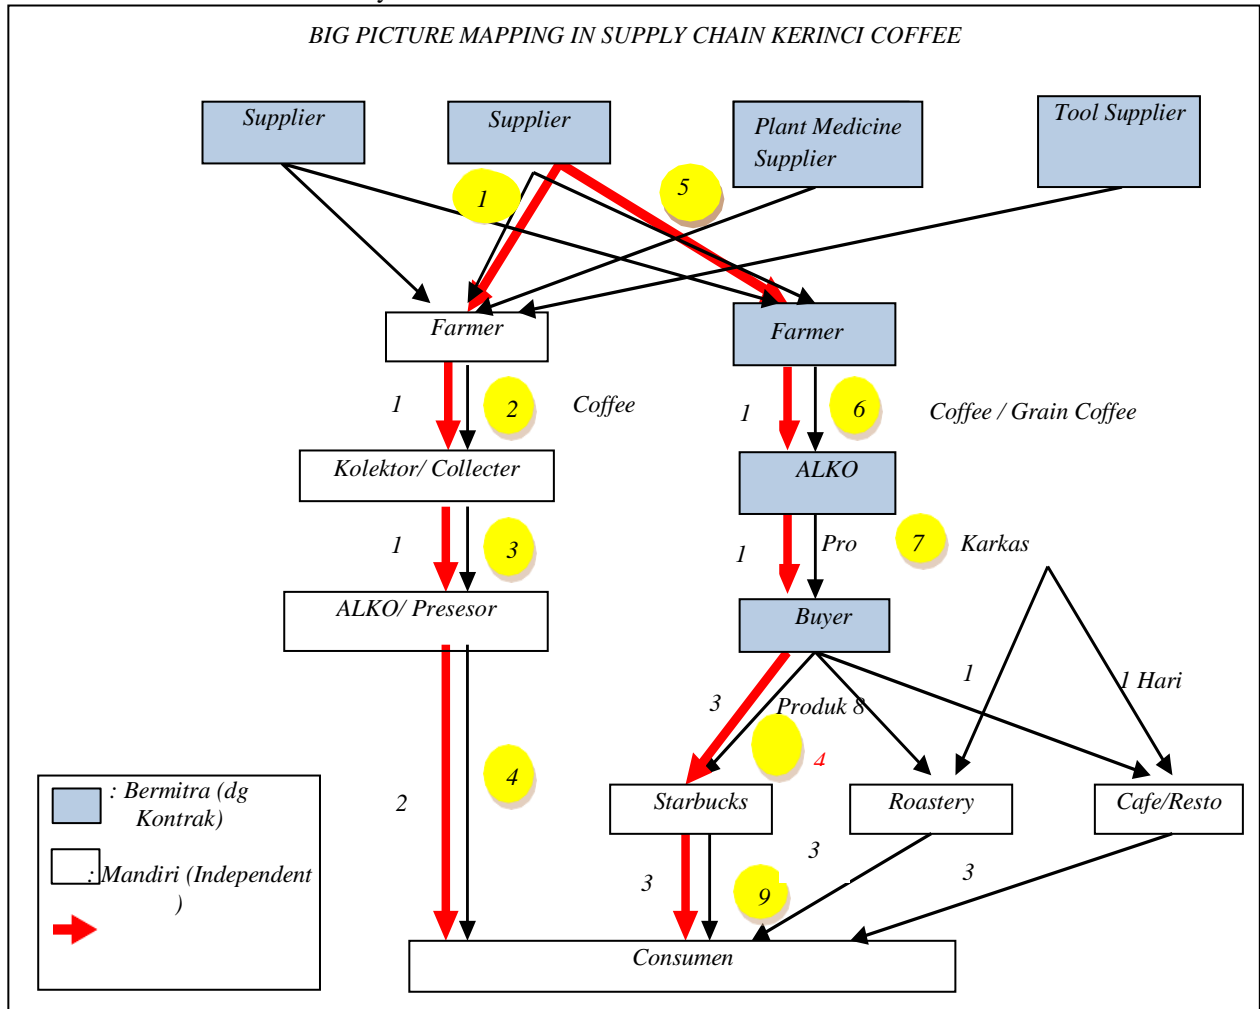 BIG PICTURE MAPPING IN SUPPLY CHAIN KERINCI COFFEE
Supplier
Supplier
Plant Medicine
Supplier
Tool Supplier
1
5
Farmer
Farmer
1
2
Coffee
1
6
Coffee / Grain Coffee
Kolektor/ Collecter
ALKO
1
3
1
Pro
7
Karkas
ALKO/ Presesor
Buyer
3
Produk 8
1
1 Hari
4
2
4
Starbucks
Roastery
Cafe/Resto
3
9
3
3
Consumen
: Bermitra (dg
Kontrak)
: Mandiri (Independent
)